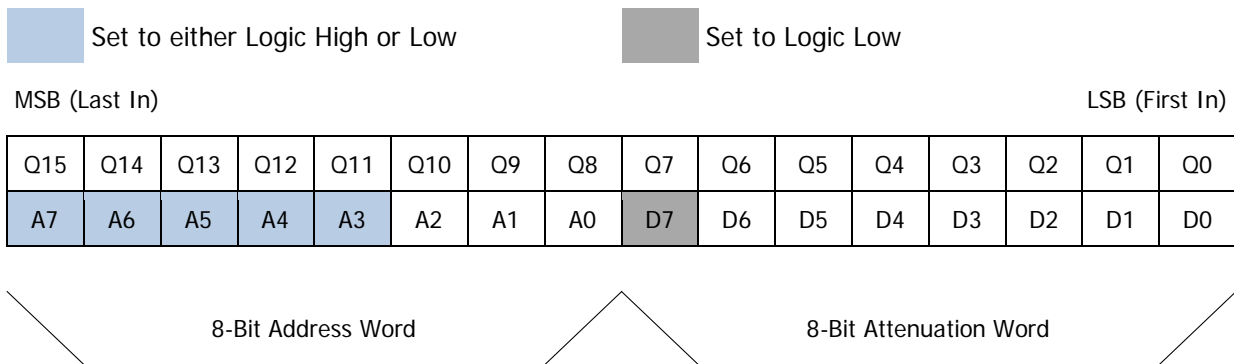 Set to either Logic High or Low Set to Logic Low
MSB (Last In) LSB (First In)
Q15 Q14 Q13 Q12 Q11 Q10 Q9 Q8 Q7 Q6 Q5 Q4 Q3 Q2 Q1 Q0
A7 A6 A5 A4 A3 A2 A1 A0 D7 D6 D5 D4 D3 D2 D1 D0
8-Bit Address Word 8-Bit Attenuation Word